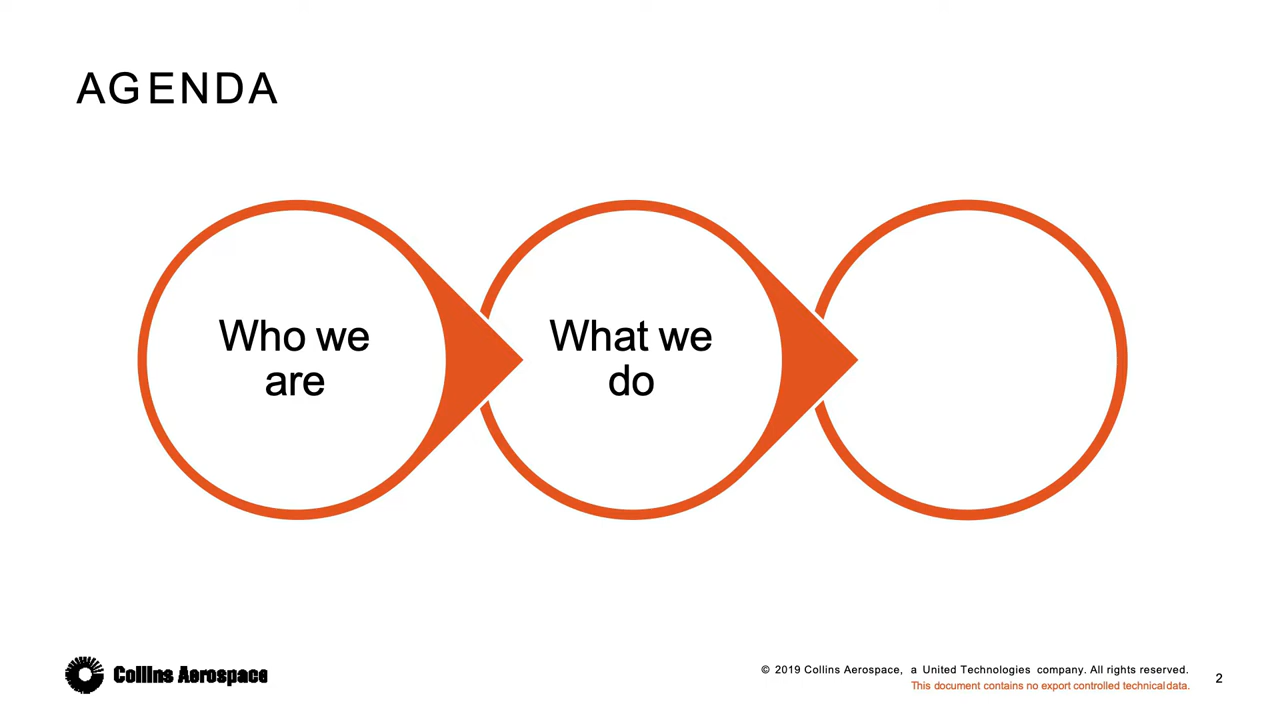 AGENDA
Who we
are
What we
do
Collins Aerospace
© 2019 Collins Aerospace, a United Technologies company. All rights reserved.
This document contains no export controlled technical data.
2